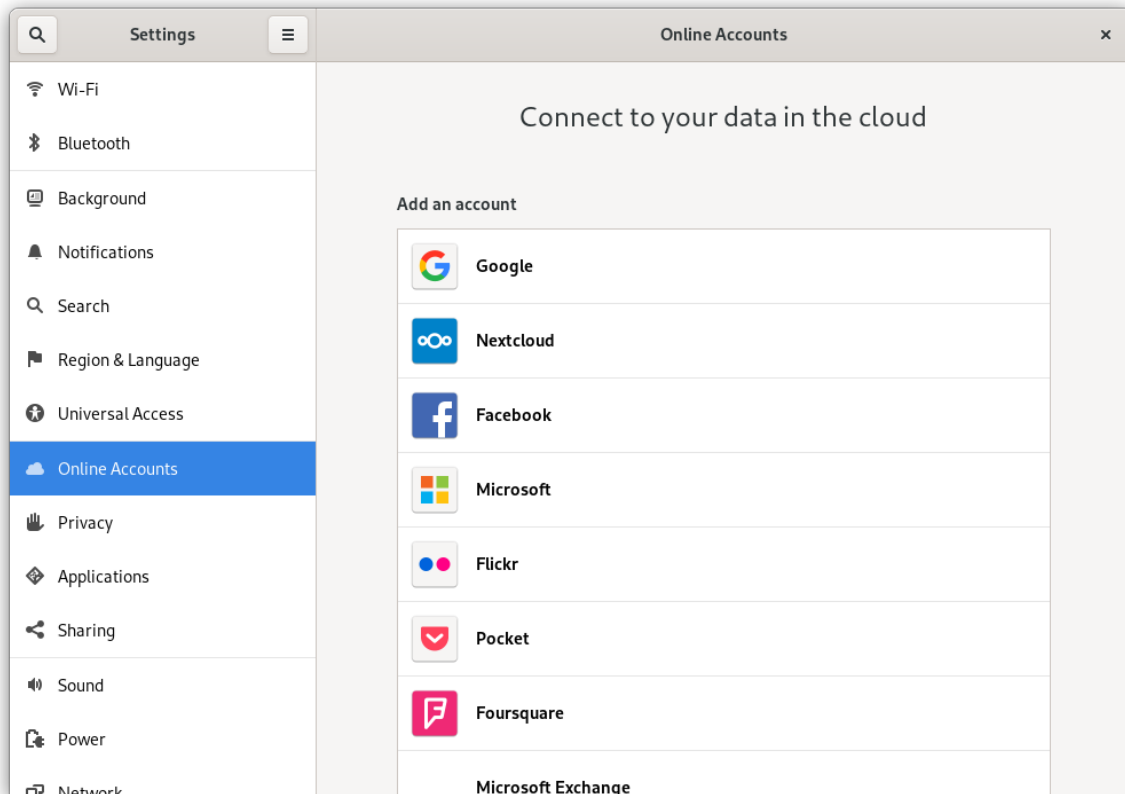 Settings
Online Accounts
Wi-Fi
Bluetooth
Background
Notifications
Search
Region & Language
Universal Access
Online Accounts
Privacy
Applications
Sharing
Sound
Power
Network
Connect to your data in the cloud
Add an account
Google
Nextcloud
Facebook
Microsoft
Flickr
Pocket
Foursquare
Microsoft Exchange